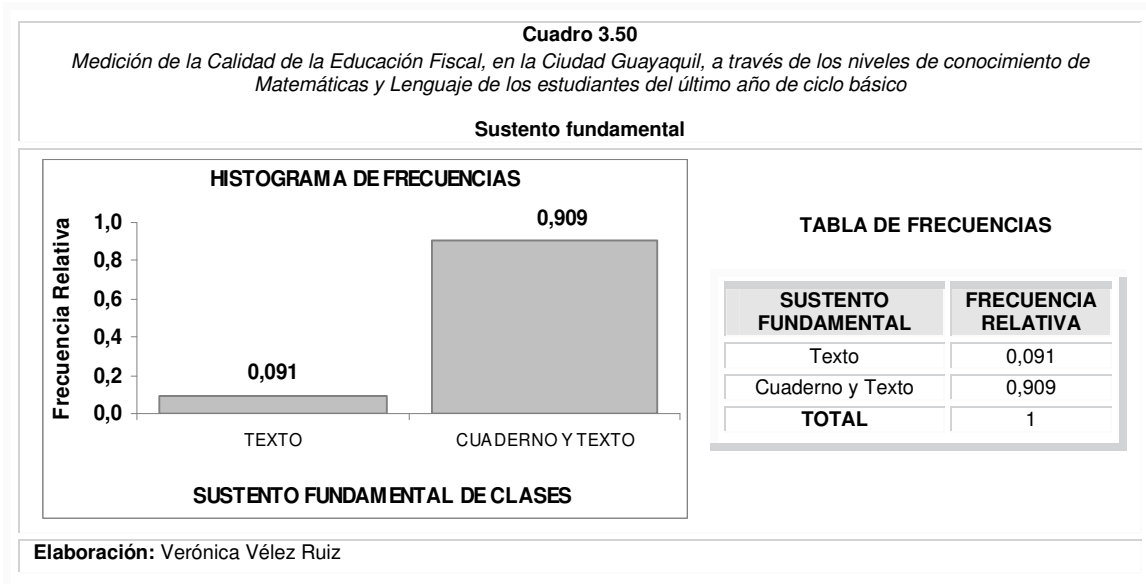 Cuadro 3.50
Medición de la Calidad de la Educación Fiscal, en la Ciudad Guayaquil, a través de los niveles de conocimiento de
Matemáticas y Lenguaje de los estudiantes del último año de ciclo básico
Sustento fundamental
HISTOGRAMA DE FRECUENCIAS
Frecuencia Relativa
1,0
0,8
0,6
0,4
0,2
0,0
0,091
0,909
TEXTO
CUADERNO Y TEXTO
SUSTENTO FUNDAMENTAL DE CLASES
TABLA DE FRECUENCIAS
SUSTENTO FUNDAMENTAL
FRECUENCIA RELATIVA
Texto 0,091
Cuaderno y Texto 0,909
TOTAL 1
Elaboración: Verónica Vélez Ruiz